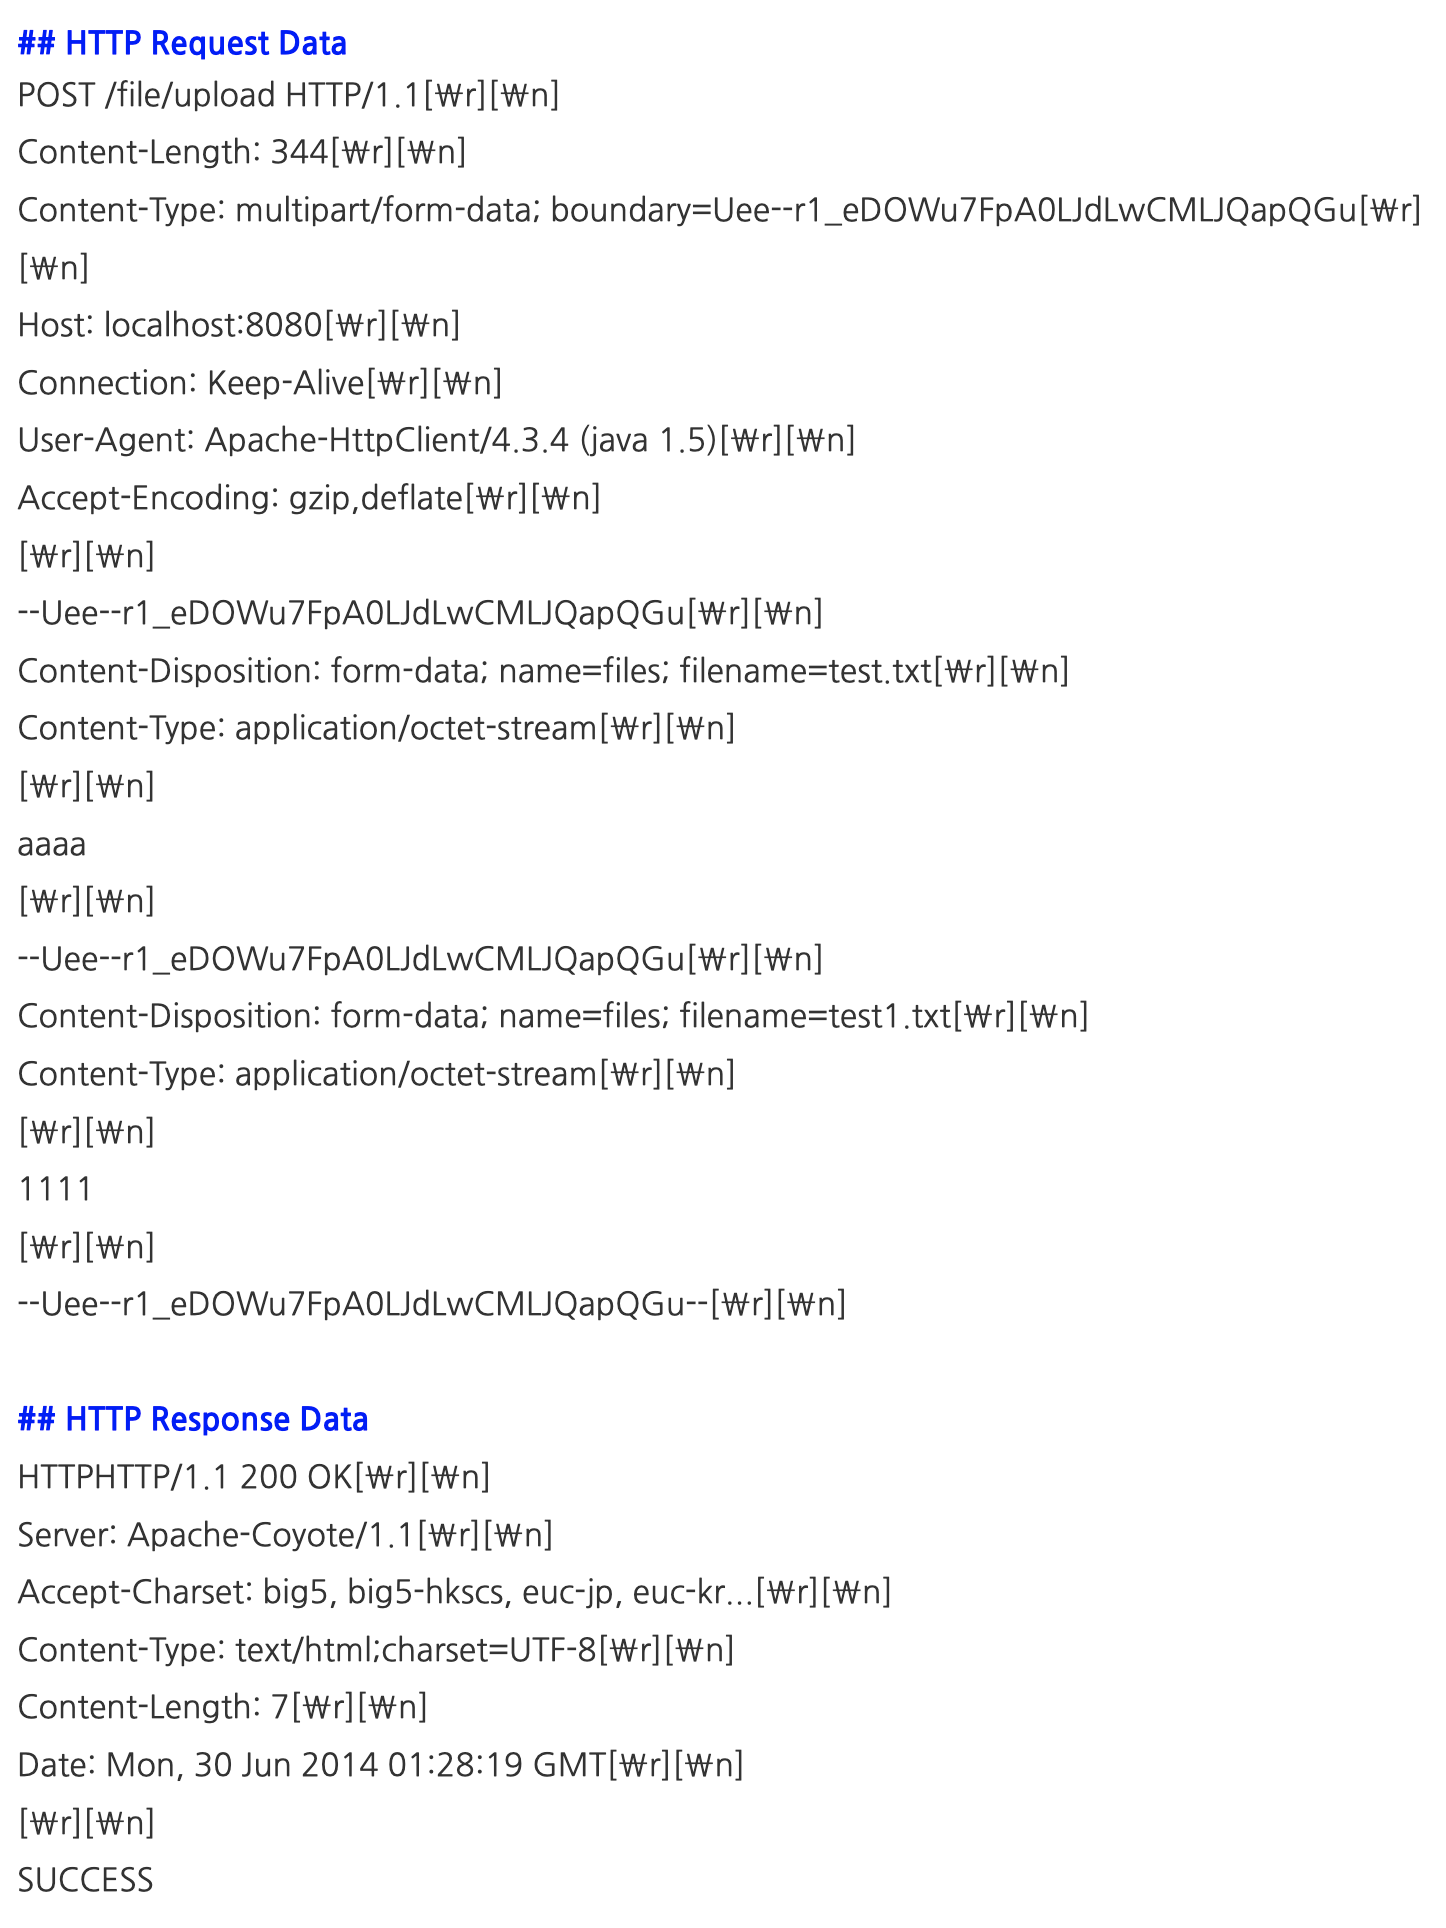 ## HTTP Request Data
POST /file/upload HTTP/1.1[₩r][₩n]
Content-Length: 344[₩r][₩n]
Content-Type: multipart/form-data; boundary=Uee--r1_eDOWu7FpA0LJdLwCMLJQapQGu[₩r]
[₩n]
Host: localhost:8080[₩r][₩n]
Connection: Keep-Alive[₩r][₩n]
User-Agent: Apache-HttpClient/4.3.4 (java 1.5)[₩r][₩n]
Accept-Encoding: gzip,deflate[₩r][₩n]
[₩r][₩n]
--Uee--r1_eDOWu7FpA0LJdLwCMLJQapQGu[₩r][₩n]
Content-Disposition: form-data; name=files; filename=test.txt[₩r][₩n]
Content-Type: application/octet-stream[₩r][₩n]
[₩r][₩n]
aaaa
[₩r][₩n]
--Uee--r1_eDOWu7FpA0LJdLwCMLJQapQGu[₩r][₩n]
Content-Disposition: form-data; name=files; filename=test1.txt[₩r][₩n]
Content-Type: application/octet-stream[₩r][₩n]
[₩r][₩n]
1111
[₩r][₩n]
--Uee--r1_eDOWu7FpA0LJdLwCMLJQapQGu--[₩r][₩n]
## HTTP Response Data
HTTPHTTP/1.1 200 OK[₩r][₩n]
Server: Apache-Coyote/1.1[₩r][₩n]
Accept-Charset: big5, big5-hkscs, euc-jp, euc-kr...[₩r][₩n]
Content-Type: text/html;charset=UTF-8[₩r][₩n]
Content-Length: 7[₩r][₩n]
Date: Mon, 30 Jun 2014 01:28:19 GMT[₩r][₩n]
[₩r][₩n]
SUCCESS